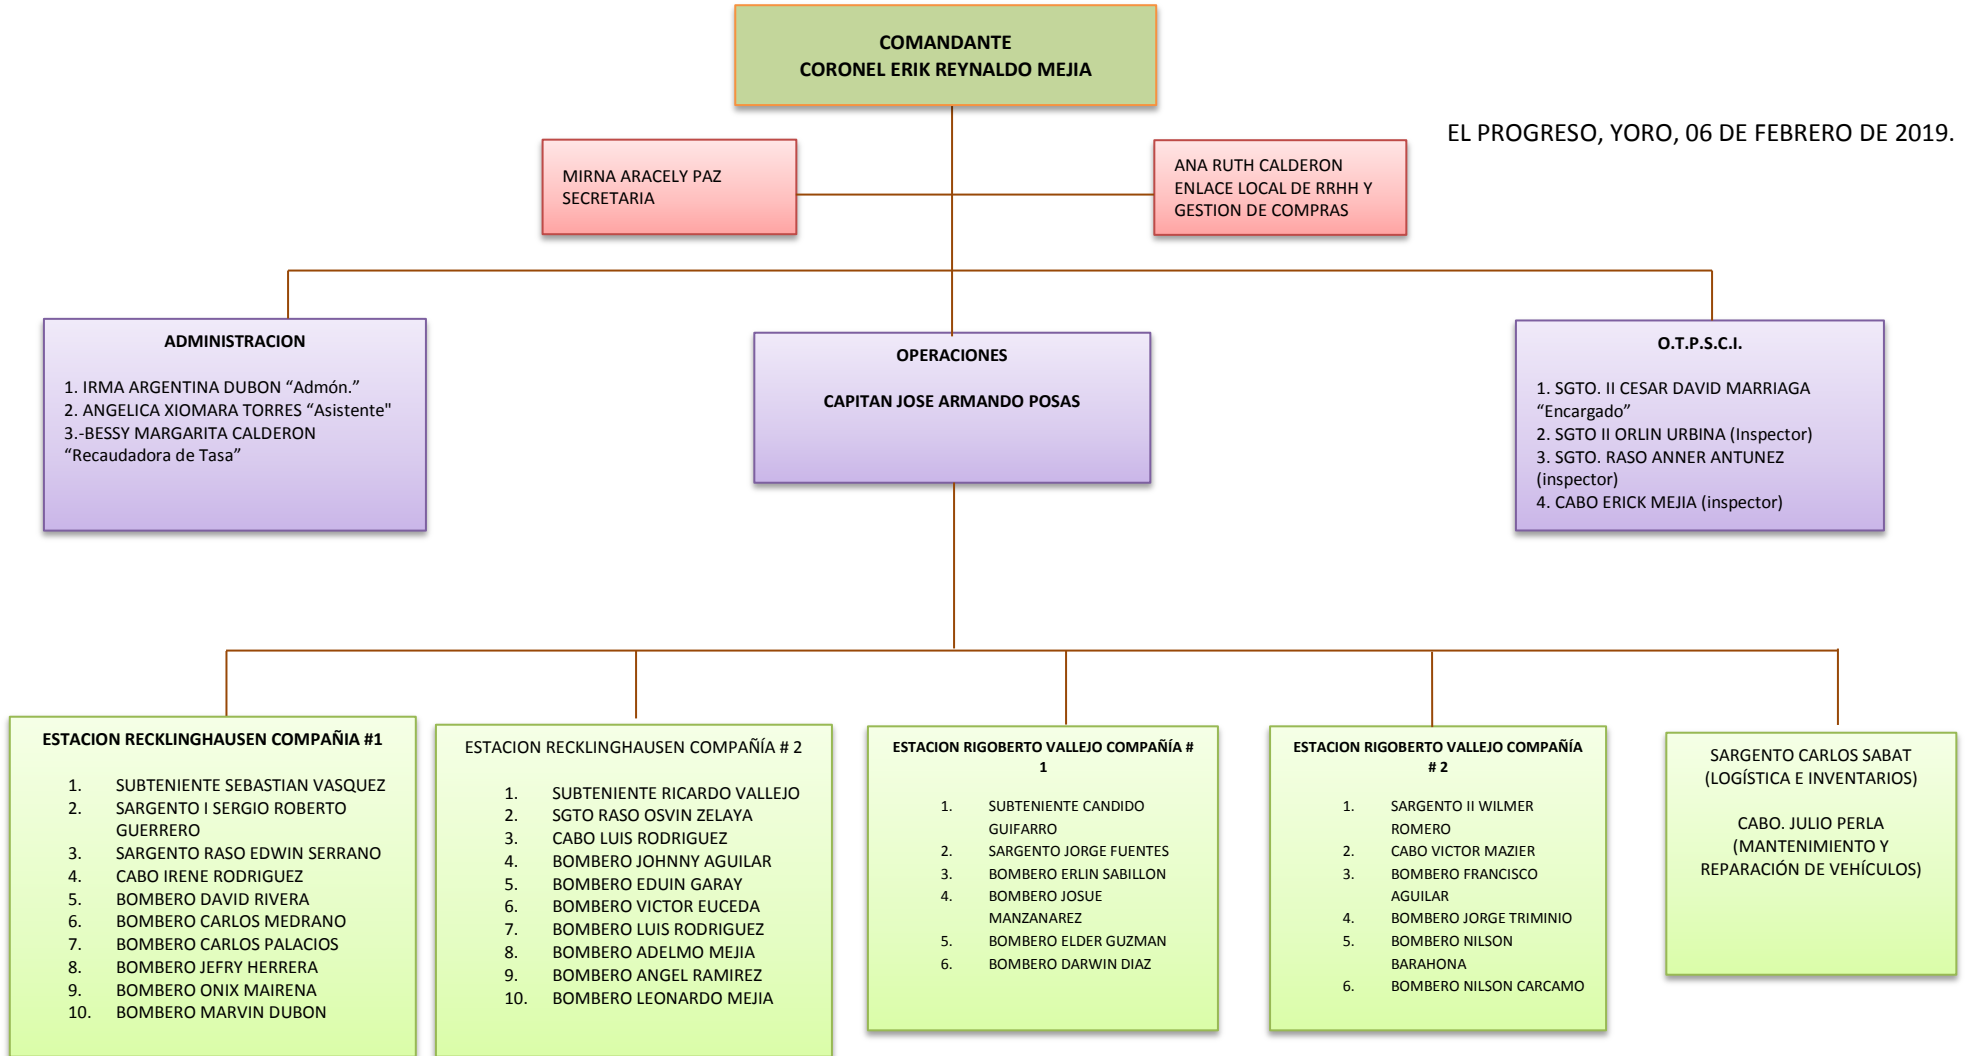 COMANDANTE
CORONEL ERIK REYNALDO MEJIA
EL PROGRESO, YORO, 06 DE FEBRERO DE 2019.
MIRNA ARACELY PAZ
SECRETARIA
ANA RUTH CALDERON
ENLACE LOCAL DE RRHH Y
GESTION DE COMPRAS
ADMINISTRACION
1. IRMA ARGENTINA DUBON “Admón.”
2. ANGELICA XIOMARA TORRES “Asistente"
3.-BESSY MARGARITA CALDERON
“Recaudadora de Tasa”
OPERACIONES
CAPITAN JOSE ARMANDO POSAS
O.T.P.S.C.I.
1. SGTO. II CESAR DAVID MARRIAGA
“Encargado”
2. SGTO II ORLIN URBINA (Inspector)
3. SGTO. RASO ANNER ANTUNEZ
(inspector)
4. CABO ERICK MEJIA (inspector)
ESTACION RECKLINGHAUSEN COMPAÑIA #1
1. SUBTENIENTE SEBASTIAN VASQUEZ
2. SARGENTO I SERGIO ROBERTO
GUERRERO
3. SARGENTO RASO EDWIN SERRANO
4. CABO IRENE RODRIGUEZ
5. BOMBERO DAVID RIVERA
6. BOMBERO CARLOS MEDRANO
7. BOMBERO CARLOS PALACIOS
8. BOMBERO JEFRY HERRERA
9. BOMBERO ONIX MAIRENA
10. BOMBERO MARVIN DUBON
ESTACION RECKLINGHAUSEN COMPAÑÍA # 2
1. SUBTENIENTE RICARDO VALLEJO
2. SGTO RASO OSVIN ZELAYA
3. CABO LUIS RODRIGUEZ
4. BOMBERO JOHNNY AGUILAR
5. BOMBERO EDUIN GARAY
6. BOMBERO VICTOR EUCEDA
7. BOMBERO LUIS RODRIGUEZ
8. BOMBERO ADELMO MEJIA
9. BOMBERO ANGEL RAMIREZ
10. BOMBERO LEONARDO MEJIA
ESTACION RIGOBERTO VALLEJO COMPAÑÍA #
1
1. SUBTENIENTE CANDIDO
GUIFARRO
2. SARGENTO JORGE FUENTES
3. BOMBERO ERLIN SABILLON
4. BOMBERO JOSUE
MANZANAREZ
5. BOMBERO ELDER GUZMAN
6. BOMBERO DARWIN DIAZ
ESTACION RIGOBERTO VALLEJO COMPAÑÍA
# 2
1. SARGENTO II WILMER
ROMERO
2. CABO VICTOR MAZIER
3. BOMBERO FRANCISCO
AGUILAR
4. BOMBERO JORGE TRIMINIO
5. BOMBERO NILSON
BARAHONA
6. BOMBERO NILSON CARCAMO
SARGENTO CARLOS SABAT
(LOGÍSTICA E INVENTARIOS)
CABO. JULIO PERLA
(MANTENIMIENTO Y
REPARACIÓN DE VEHÍCULOS)